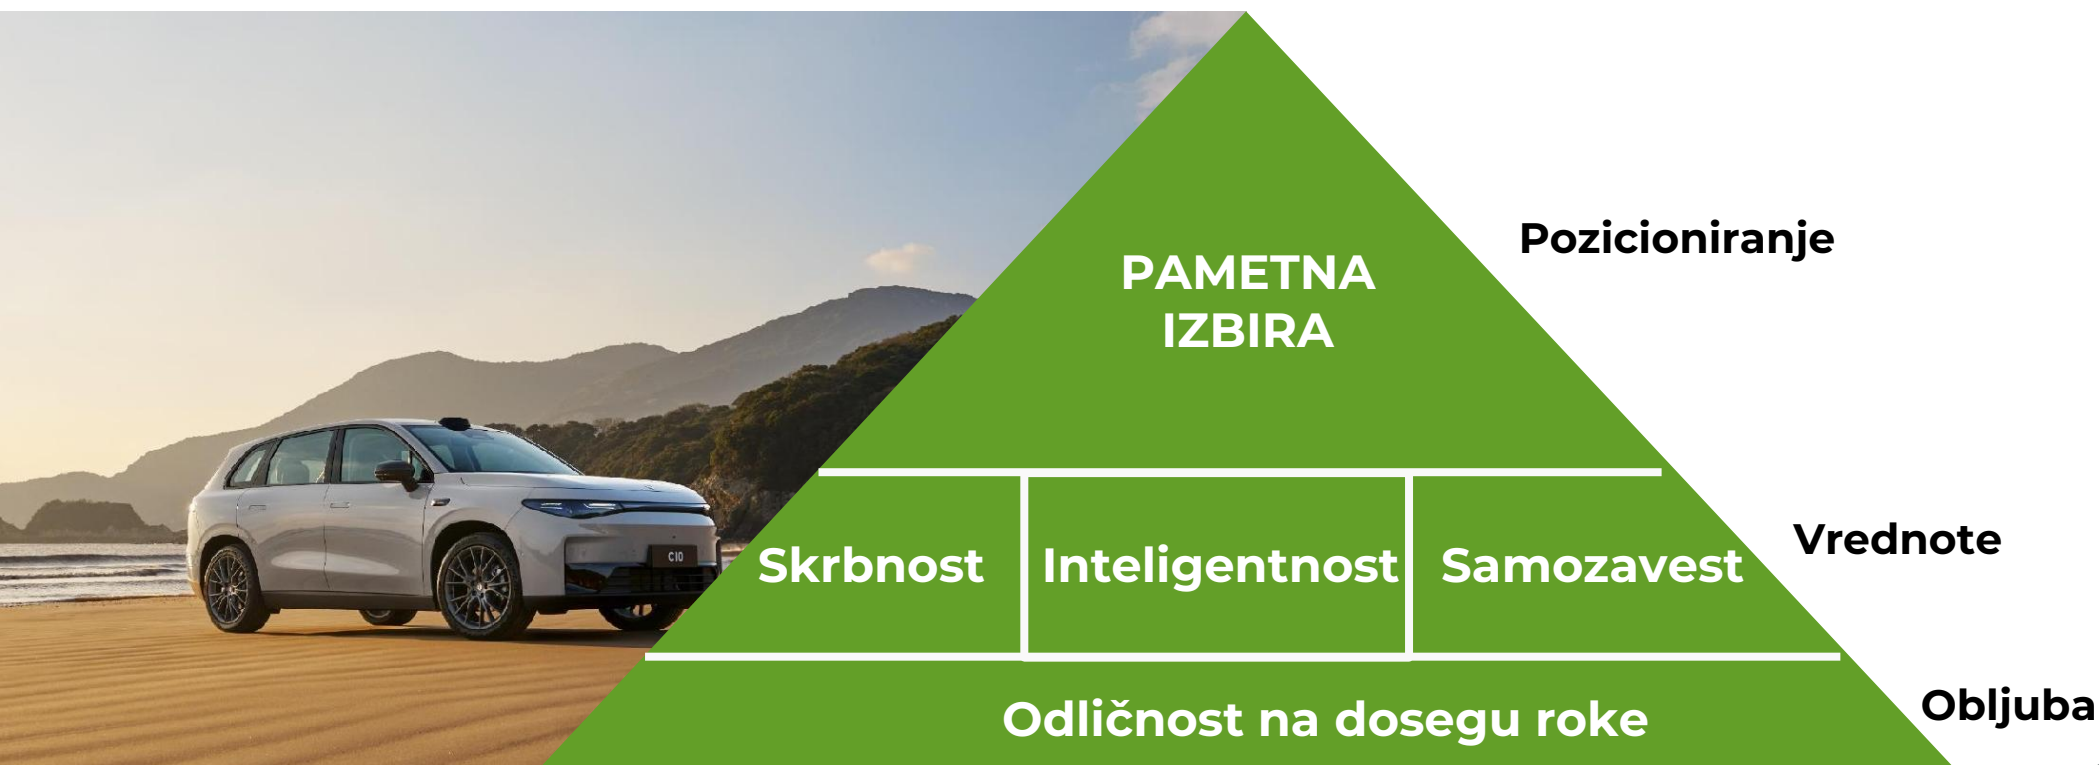 Pozicioniranje
PAMETNA
IZBIRA
Vrednote
Skrbnost
Inteligentnost
Samozavest
C10
Obljuba
Odličnost na dosegu roke